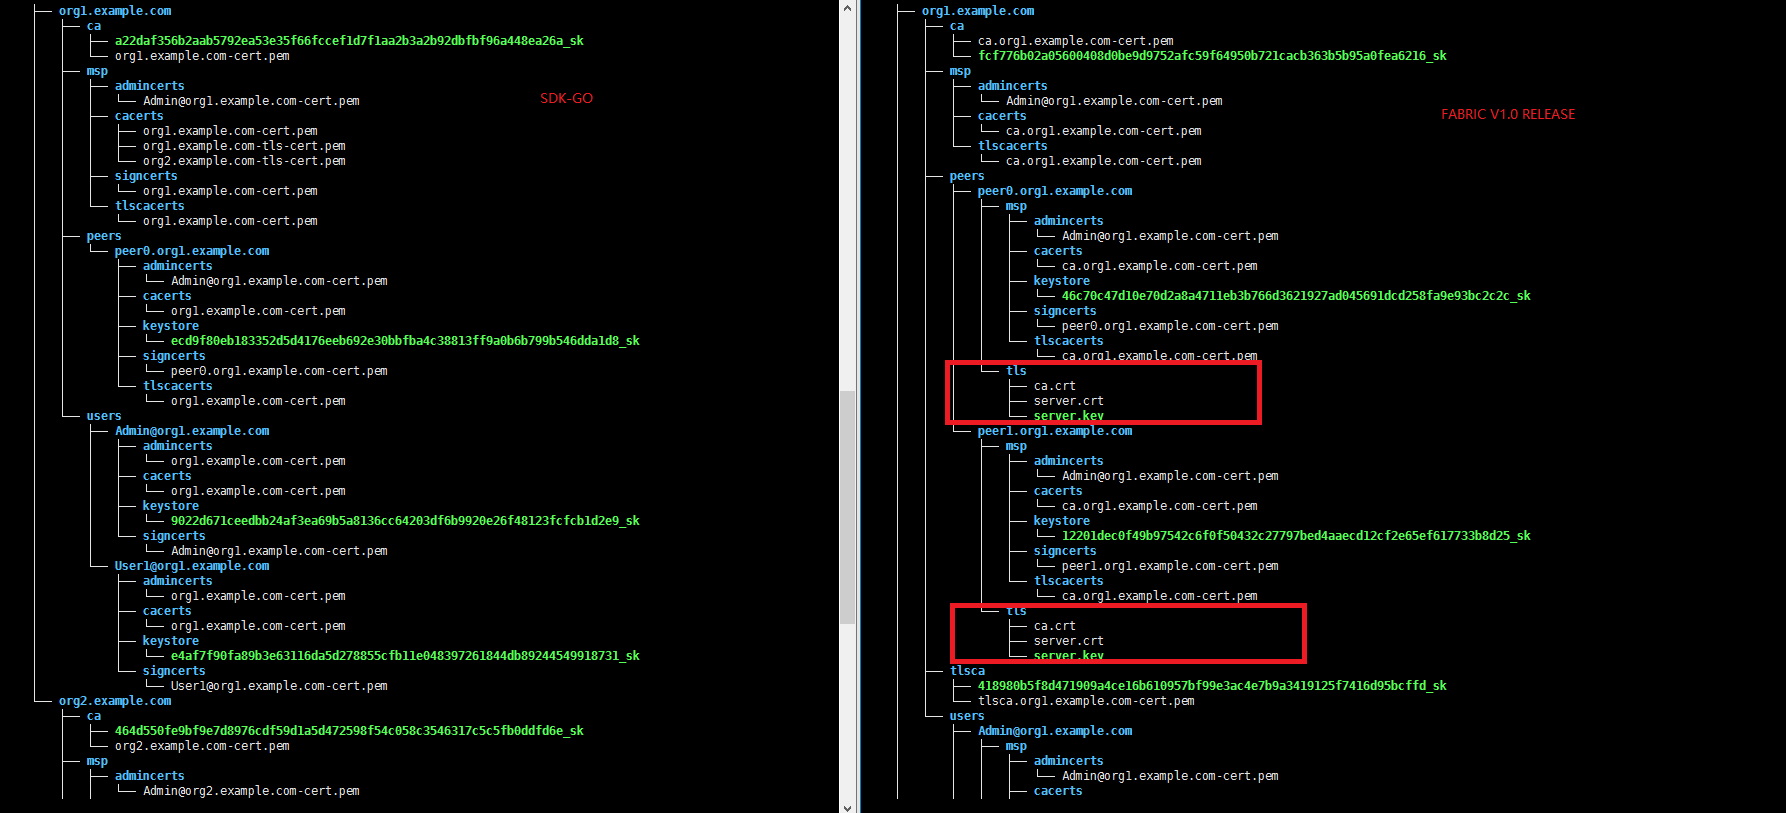 org1.example.com
ca
a22daf356b2aab5792ea53e35f66fccef1d7f1aa2b3a2b92dbfbf96a448ea26a_sk
org1.example.com-cert.pem
msp
admincerts
Admin@org1.example.com-cert.pem
cacerts
org1.example.com-cert.pem
org1.example.com-tls-cert.pem
org2.example.com-tls-cert.pem
signcerts
org1.example.com-cert.pem
tlscacerts
org1.example.com-cert.pem
peers
peer0.org1.example.com
admincerts
Admin@org1.example.com-cert.pem
cacerts
org1.example.com-cert.pem
keystore
ecd9f80eb183352d5d4176eeb692e30bbfba4c38813ff9a0b6b799b546dda1d8_sk
signcerts
peer0.org1.example.com-cert.pem
tlscacerts
org1.example.com-cert.pem
users
Admin@org1.example.com
admincerts
org1.example.com-cert.pem
cacerts
org1.example.com-cert.pem
keystore
9022d671ceedbb24af3ea69b5a8136cc64203df6b9920e26f48123fcfcb1d2e9_sk
signcerts
Admin@org1.example.com-cert.pem
User1@org1.example.com
admincerts
org1.example.com-cert.pem
cacerts
org1.example.com-cert.pem
keystore
e4af7f90fa89b3e63116da5d278855cfb11e048397261844db89244549918731_sk
signcerts
User1@org1.example.com-cert.pem
org2.example.com
ca
464d550fe9bf9e7d8976cdf59d1a5d472598f54c058c3546317c5c5fb0ddfd6e_sk
org2.example.com-cert.pem
msp
admincerts
Admin@org2.example.com-cert.pem
SDK-GO
org1.example.com
ca
ca.org1.example.com-cert.pem
fcf776b02a05600408d0be9d9752afc59f64950b721cacb363b5b95a0fea6216_sk
msp
admincerts
Admin@org1.example.com-cert.pem
cacerts
ca.org1.example.com-cert.pem
tlscacerts
ca.org1.example.com-cert.pem
peers
peer0.org1.example.com
msp
admincerts
Admin@org1.example.com-cert.pem
cacerts
ca.org1.example.com-cert.pem
keystore
46c70c47d10e70d2a8a4711eb3b766d3621927ad045691dcd258fa9e93bc2c2c_sk
signcerts
peer0.org1.example.com-cert.pem
tlscacerts
ca.org1.example.com-cert.pem
tls
ca.crt
server.crt
server.key
peer1.org1.example.com
msp
admincerts
Admin@org1.example.com-cert.pem
cacerts
ca.org1.example.com-cert.pem
keystore
12201dec0f49b97542c6f0f50432c27797bed4aaecd12cf2e65ef617733b8d25_sk
signcerts
peer1.org1.example.com-cert.pem
tlscacerts
ca.org1.example.com-cert.pem
tls
ca.crt
server.crt
server.key
tlsca
418980b5f8d471909a4ce16b610957bf99e3ac4e7b9a3419125f7416d95bcffd_sk
tlsca.org1.example.com-cert.pem
users
Admin@org1.example.com
msp
admincerts
Admin@org1.example.com-cert.pem
cacerts
FABRIC V1.0 RELEASE